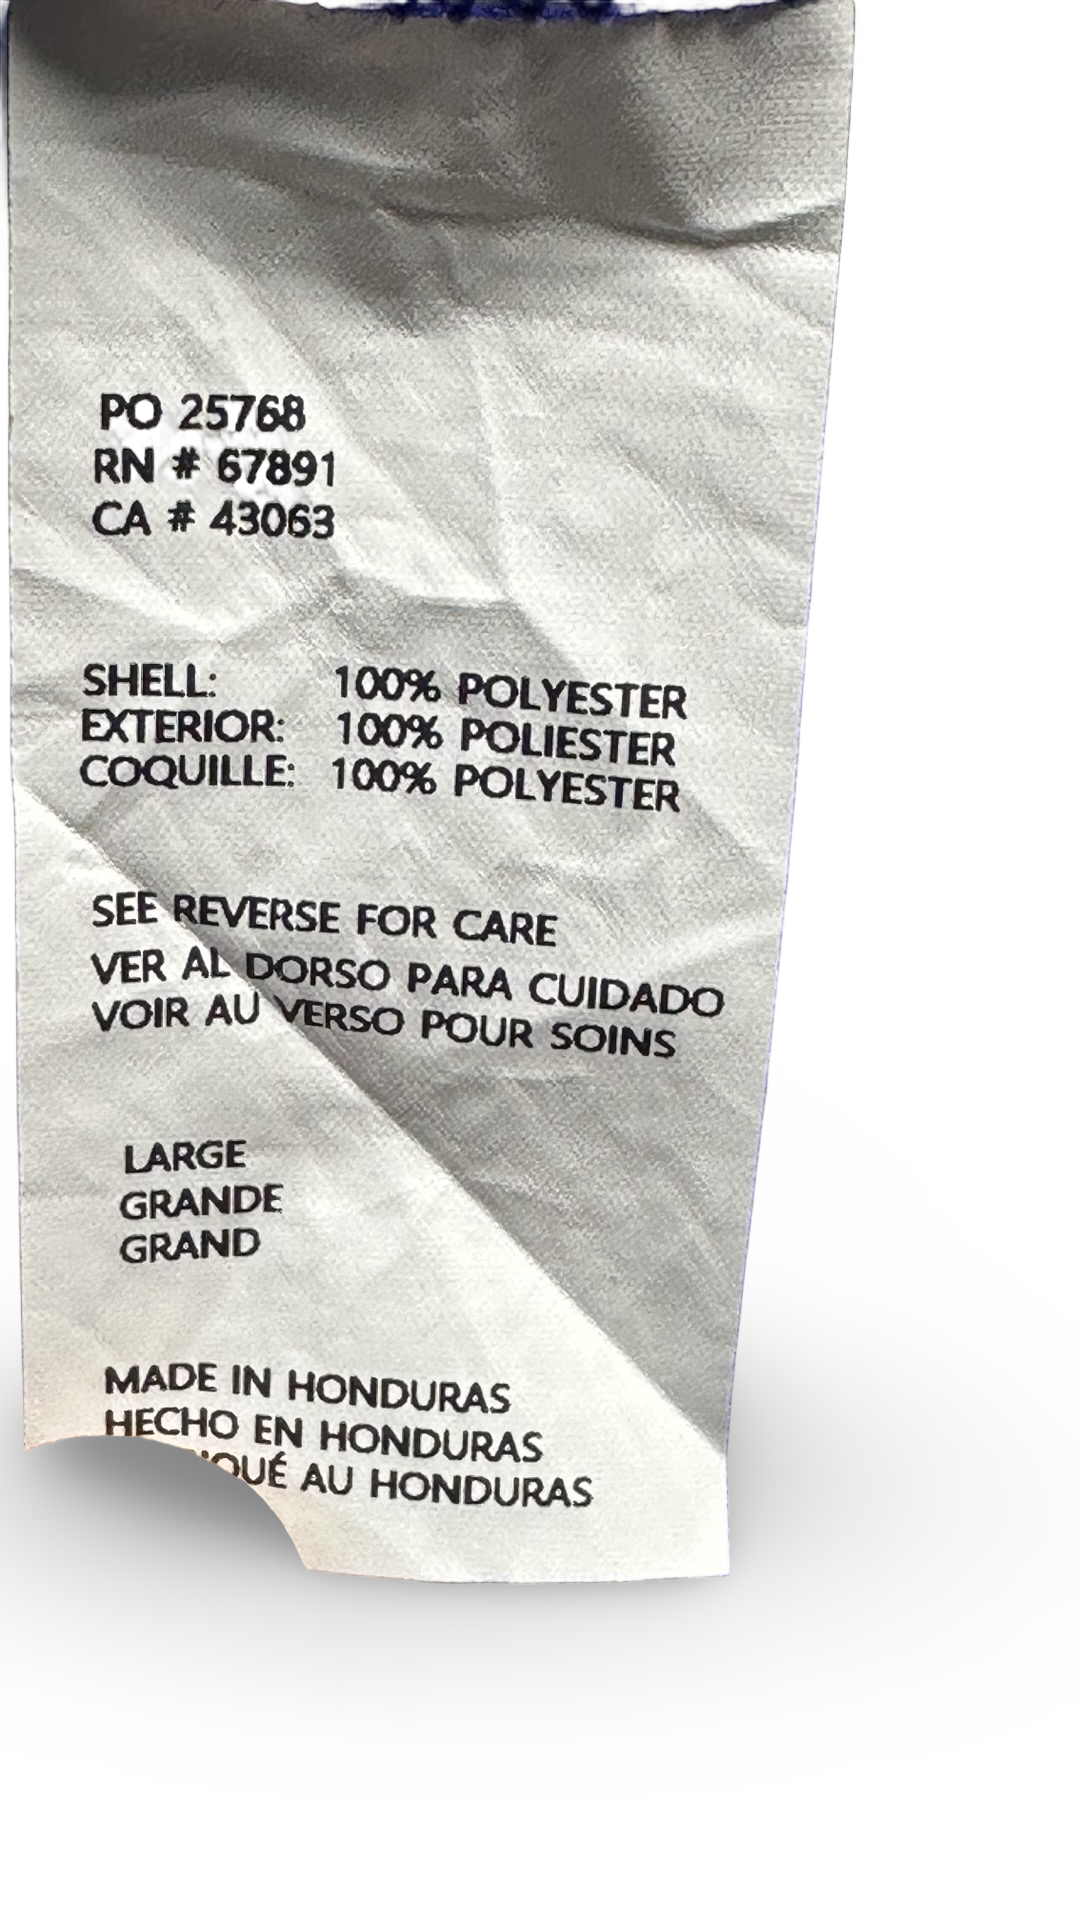 PO 25768
RN # 67891
CA # 43063
SHELL: 100% POLYESTER
EXTERIOR: 100% POLIESTER
COQUILLE: 100% POLYESTER
SEE REVERSE FOR CARE
VER AL DORSO PARA CUIDADO
VOIR AU VERSO POUR SOINS
LARGE
GRANDE
GRAND
MADE IN HONDURAS
HECHO EN HONDURAS
AU HONDURAS